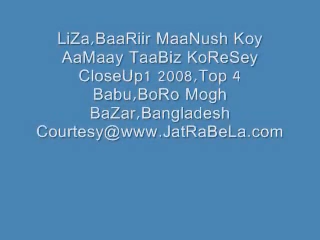 LiZa,BaaRiir MaaNush Koy
AaMaay TaaBiz KoReSey
CloseUp1 2008,Top 4
Babu,BoRo Mogh
BaZar,Bangladesh
Courtesy@www.JatRaBeLa.com